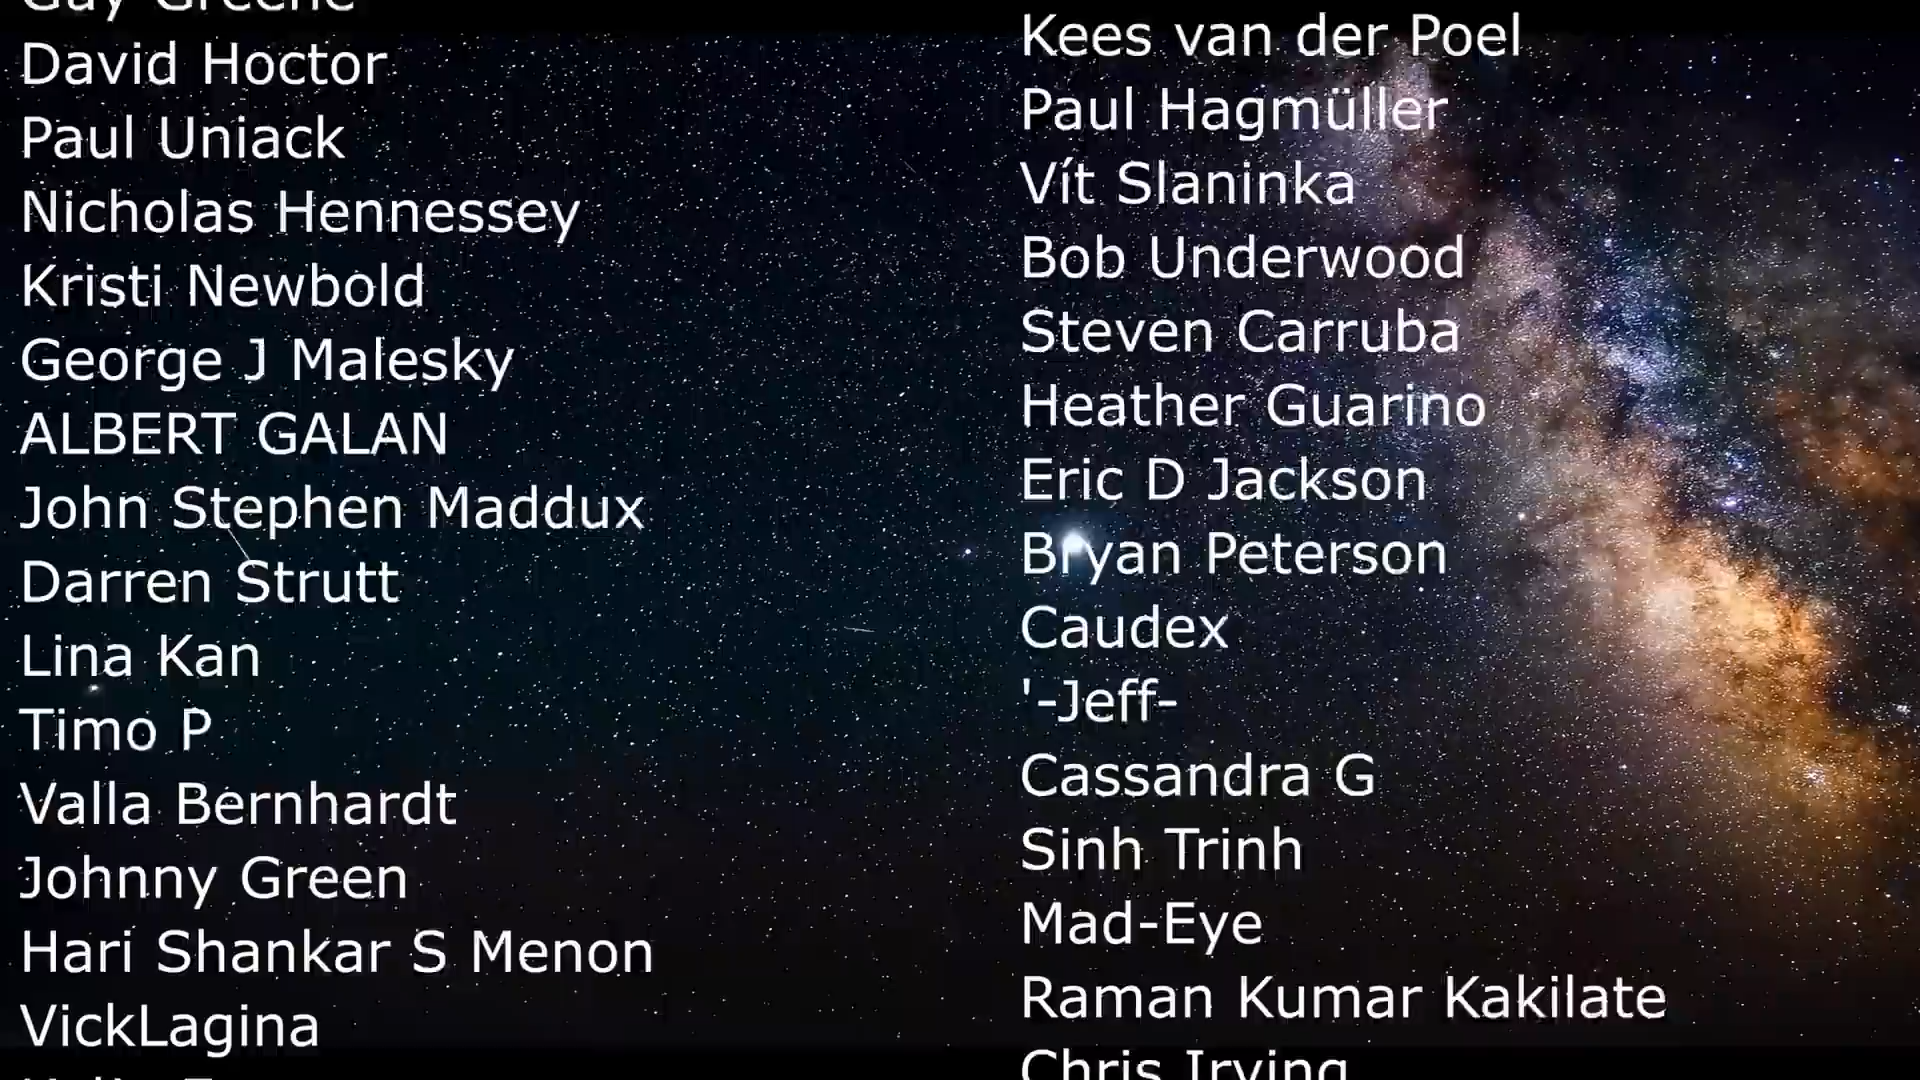 David Hoctor
Paul Uniack
Nicholas Hennessey
Kristi Newbold
George J Malesky
ALBERT GALAN
John Stephen Maddux
Darren Strutt
Lina Kan
Timo P
Valla Bernhardt
Johnny Green
Hari Shankar S Menon
VickLagina
Kees van der Poel
Paul Hagmüller
Vít Slaninka
Bob Underwood
Steven Carruba
Heather Guarino
Eric D Jackson
Bryan Peterson
Caudex
'-Jeff-
Cassandra G
Sinh Trinh
Mad-Eye
Raman Kumar Kakilate
Chris Irving